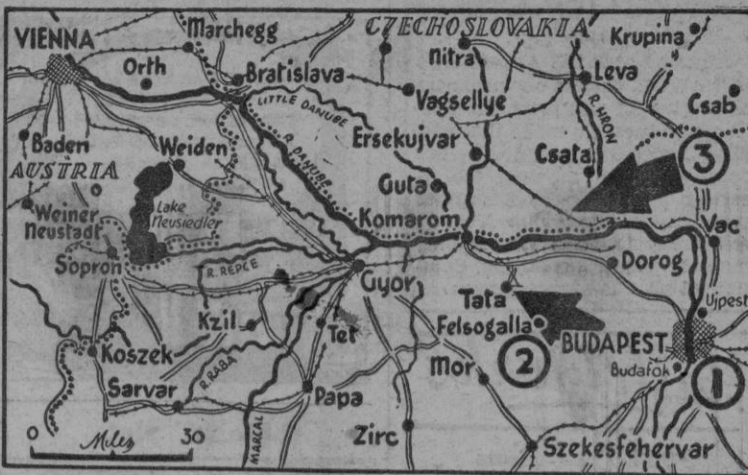 CZECHOSLOVAKIA
VIENNA
Marchegg
Nitra
Krupina
Orth
Bratislava
Leva
Vagsellye
Csab
LITTLE DANUBE
R. HRON
Baden
Weiden
R. DANUBE
Ersekujvar
Csata
3
AUSTRIA
Guta
Weiner
Neustadt
Lake
Neusiedler
Komarom
Vac
Sopron
R. REPCE
Gyor
Dorog
Tata
Ujpest
Kzil
Tet
Felsogalla
BUDAPEST
2
Koszek
R. RABA
Mor
Budafok
1
Sarvar
Papa
MARCAL
Zirc
0 Miles 30
Szekesfehervar